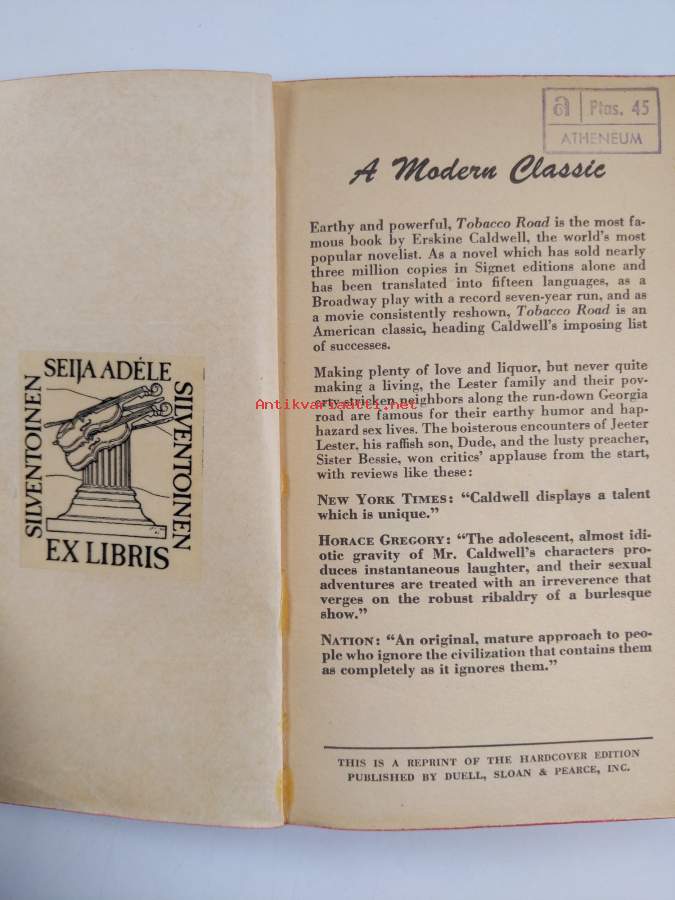 SEIJA ADÉLE
SILVENTOINEN
SILVENTOINEN
EX LIBRIS
a Ptas. 45
ATHENEUM
A Modern Classic
Earthy and powerful, Tobacco Road is the most fa-
mous book by Erskine Caldwell, the world's most
popular novelist. As a novel which has sold nearly
three million copies in Signet editions alone and
has been translated into fifteen languages, as a
Broadway play with a record seven-year run, and as
a movie consistently reshown, Tobacco Road is an
American classic, heading Caldwell's imposing list
of successes.
Making plenty of love and liquor, but never quite
making a living, the Lester family and their pov-
erty-stricken neighbors along the run-down Georgia
Antikvariaatti.net
road are famous for their earthy humor and hap-
hazard sex lives. The boisterous encounters of Jeeter
Lester, his raffish son, Dude, and the lusty preacher,
Sister Bessie, won critics' applause from the start,
with reviews like these:
NEW YORK TIMES: "Caldwell displays a talent
which is unique."
HORACE GREGORY: "The adolescent, almost idi-
otic gravity of Mr. Caldwell's characters pro-
duces instantaneous laughter, and their sexual
adventures are treated with an irreverence that
verges on the robust ribaldry of a burlesque
show."
NATION: "An original, mature approach to peo-
ple who ignore the civilization that contains them
as completely as it ignores them."
THIS IS A REPRINT OF THE HARDCOVER EDITION
PUBLISHED BY DUELL, SLOAN & PEARCE, INC.